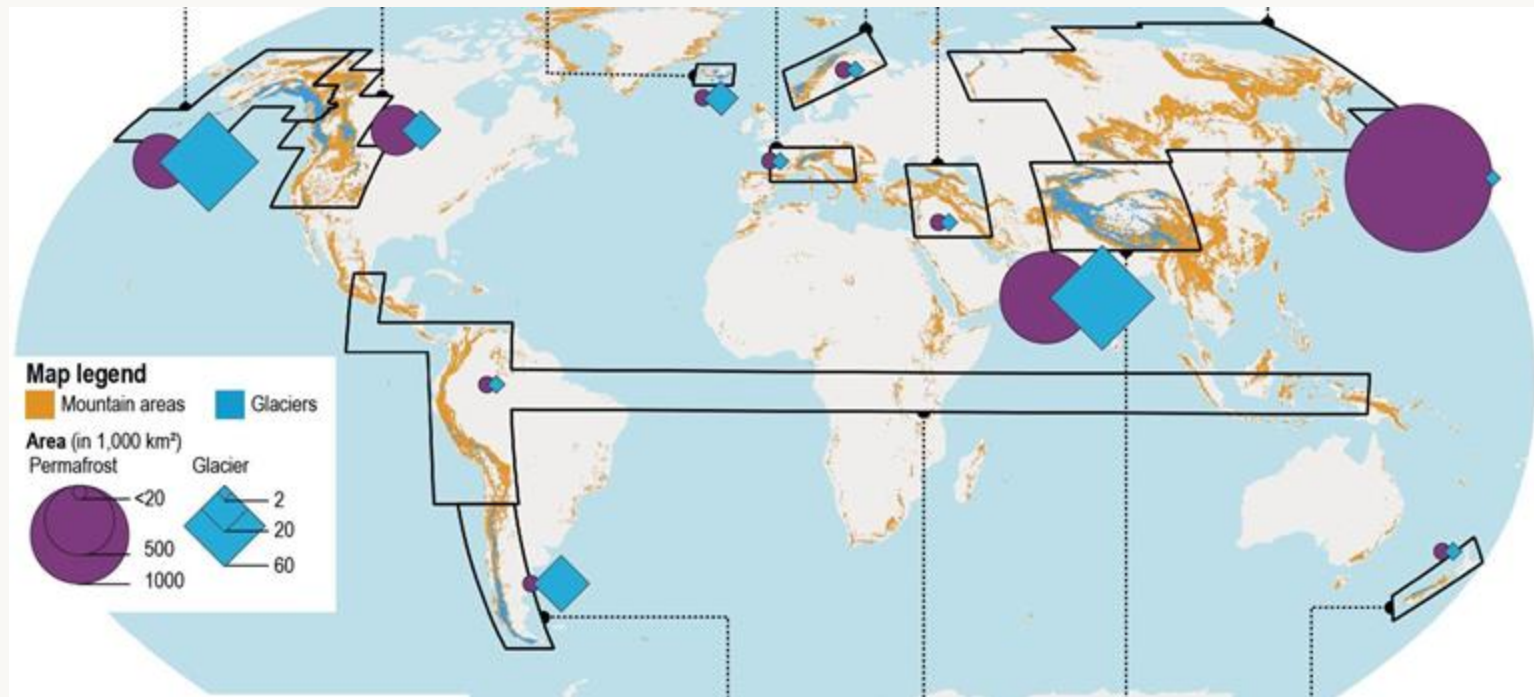 Map legend
Mountain areas
Glaciers
Area (in 1,000 km²)
Permafrost
Glacier
<20
500
1000
2
20
60